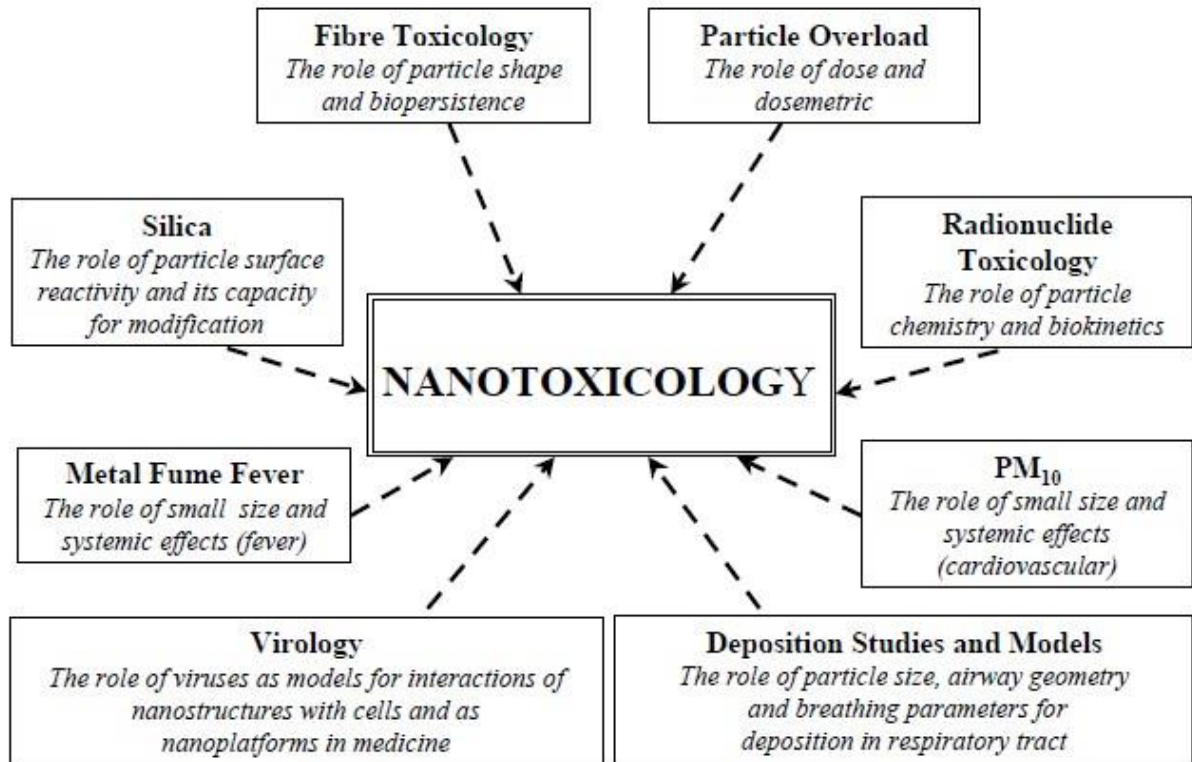 Fibre Toxicology
The role of particle shape
and biopersistence
Particle Overload
The role of dose and
dosemetric
Silica
The role of particle surface
reactivity and its capacity
for modification
Radionuclide
Toxicology
The role of particle
chemistry and biokinetics
NANOTOXICOLOGY
Metal Fume Fever
The role of small size and
systemic effects (fever)
PM₁₀
The role of small size and
systemic effects
(cardiovascular)
Virology
The role of viruses as models for interactions of
nanostructures with cells and as
nanoplatforms in medicine
Deposition Studies and Models
The role of particle size, airway geometry
and breathing parameters for
deposition in respiratory tract